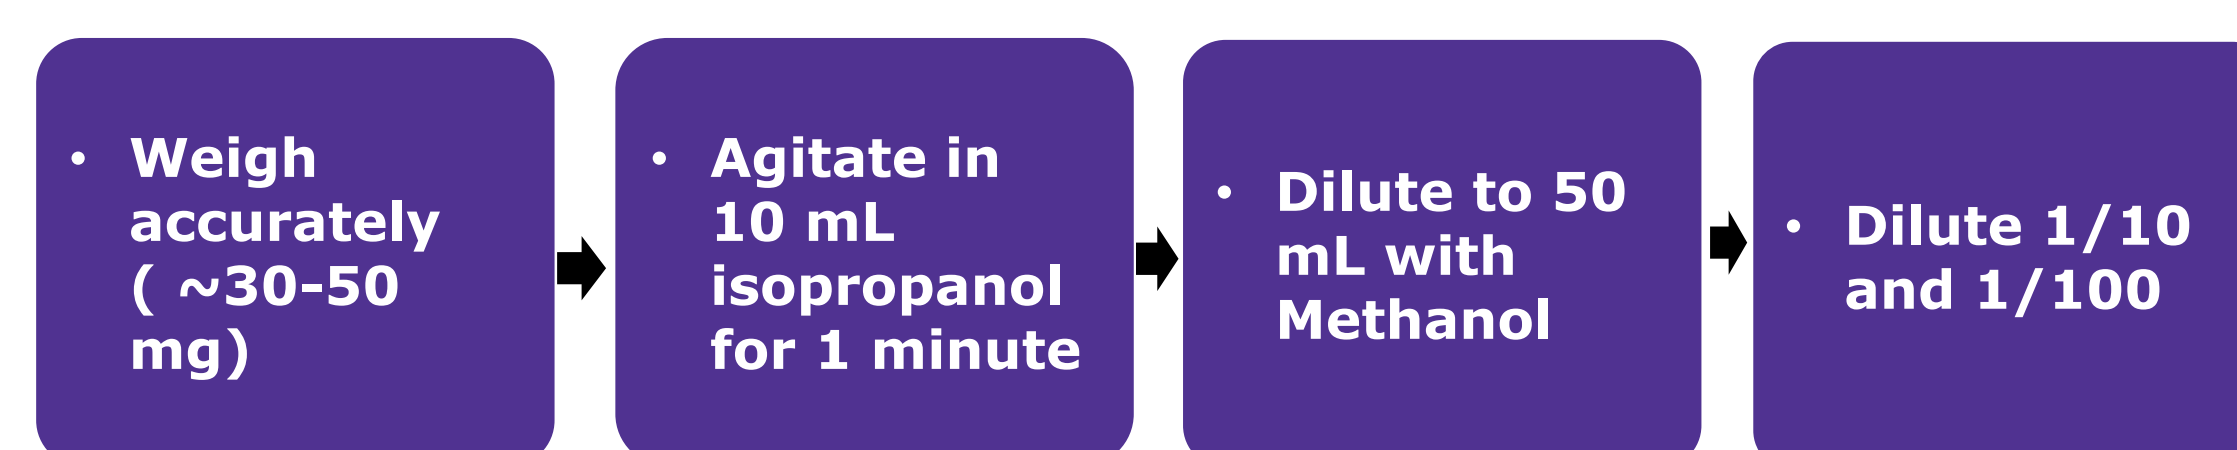 • Weigh
accurately
( ~30-50
mg)
• Agitate in
10 mL
isopropanol
for 1 minute
• Dilute to 50
mL with
Methanol
• Dilute 1/10
and 1/100